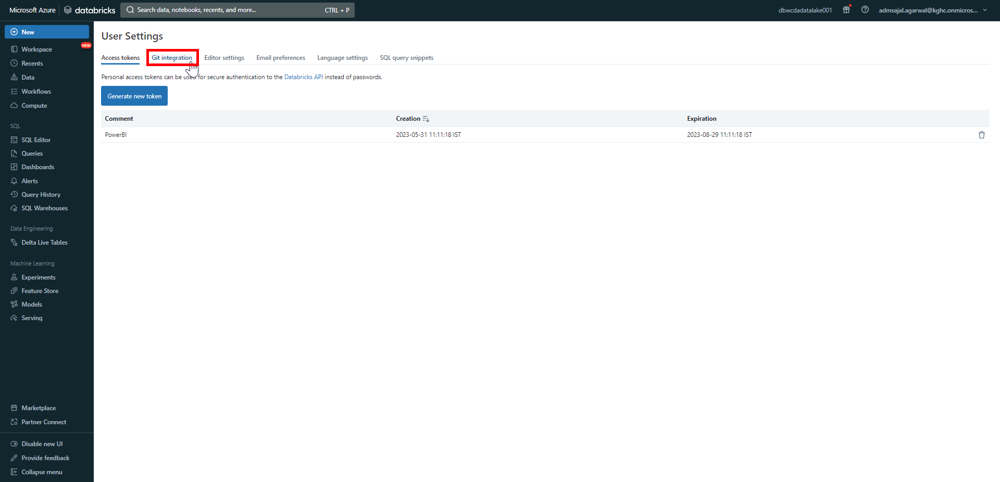 Microsoft Azure databricks Search data, notebooks, recents, and more... CTRL + P dbwcdadatalake001 admsajal.agarwal@kghc.onmicros...
New
NEW
Workspace
Recents
Data
Workflows
Compute
SQL
SQL Editor
Queries
Dashboards
Alerts
Query History
SQL Warehouses
Data Engineering
Delta Live Tables
Machine Learning
Experiments
Feature Store
Models
Serving
Marketplace
Partner Connect
Disable new UI
Provide feedback
Collapse menu
User Settings
Access tokens Git integration Editor settings Email preferences Language settings SQL query snippets
Personal access tokens can be used for secure authentication to the Databricks API instead of passwords.
Generate new token
Comment Creation Expiration
PowerBI 2023-05-31 11:11:18 IST 2023-08-29 11:11:18 IST